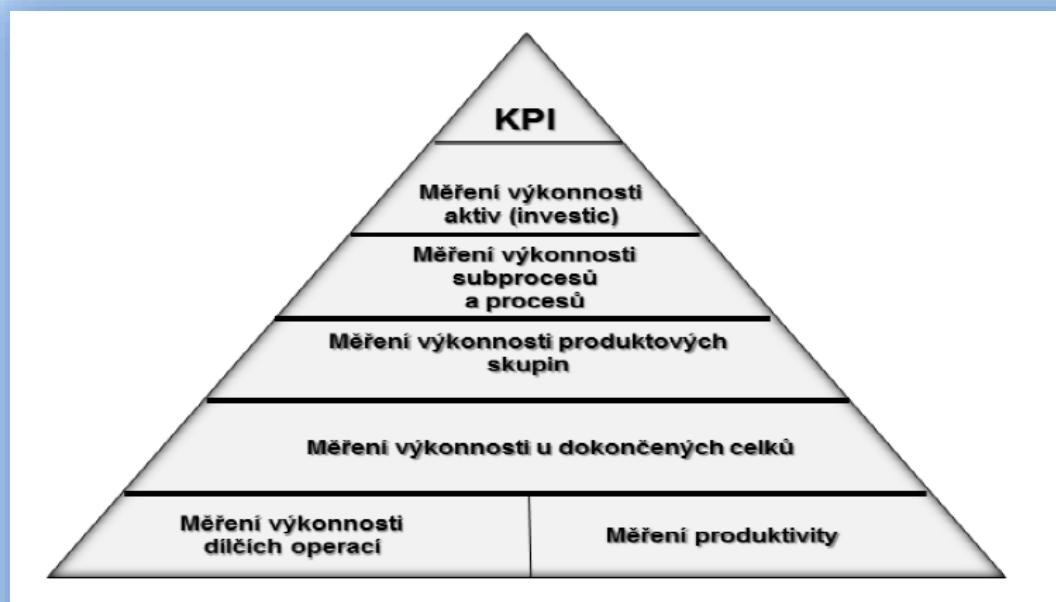 KPI
Měření výkonnosti
aktiv (investic)
Měření výkonnosti
subprocesů
a procesů
Měření výkonnosti produktových
skupin
Měření výkonnosti u dokončených celků
Měření výkonnosti
dílčích operací
Měření produktivity